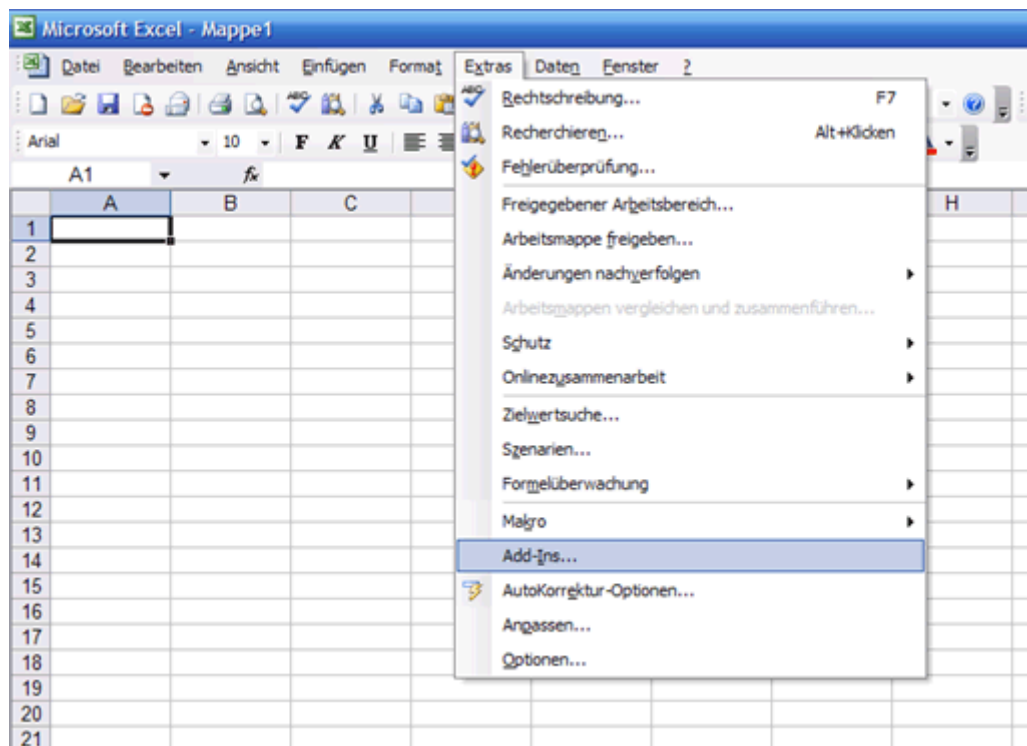 Microsoft Excel - Mappe1
Datei Bearbeiten Ansicht Einfügen Format Extras Daten Fenster ?
Arial 10 F K U
A1 fx
A B C H
Rechtschreibung... F7
Recherchieren... Alt+Klicken
Fehlerüberprüfung...
Freigegebener Arbeitsbereich...
Arbeitsmappe freigeben...
Änderungen nachverfolgen
Arbeitsmappen vergleichen und zusammenführen...
Schutz
Onlinezusammenarbeit
Zielwertsuche...
Szenarien...
Formelüberwachung
Makro
Add-Ins...
AutoKorrektur-Optionen...
Anpassen...
Optionen...
1
2
3
4
5
6
7
8
9
10
11
12
13
14
15
16
17
18
19
20
21